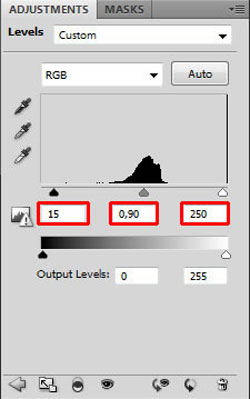 ADJUSTMENTS MASKS
Levels Custom
RGB Auto
15 0,90 250
Output Levels: 0 255